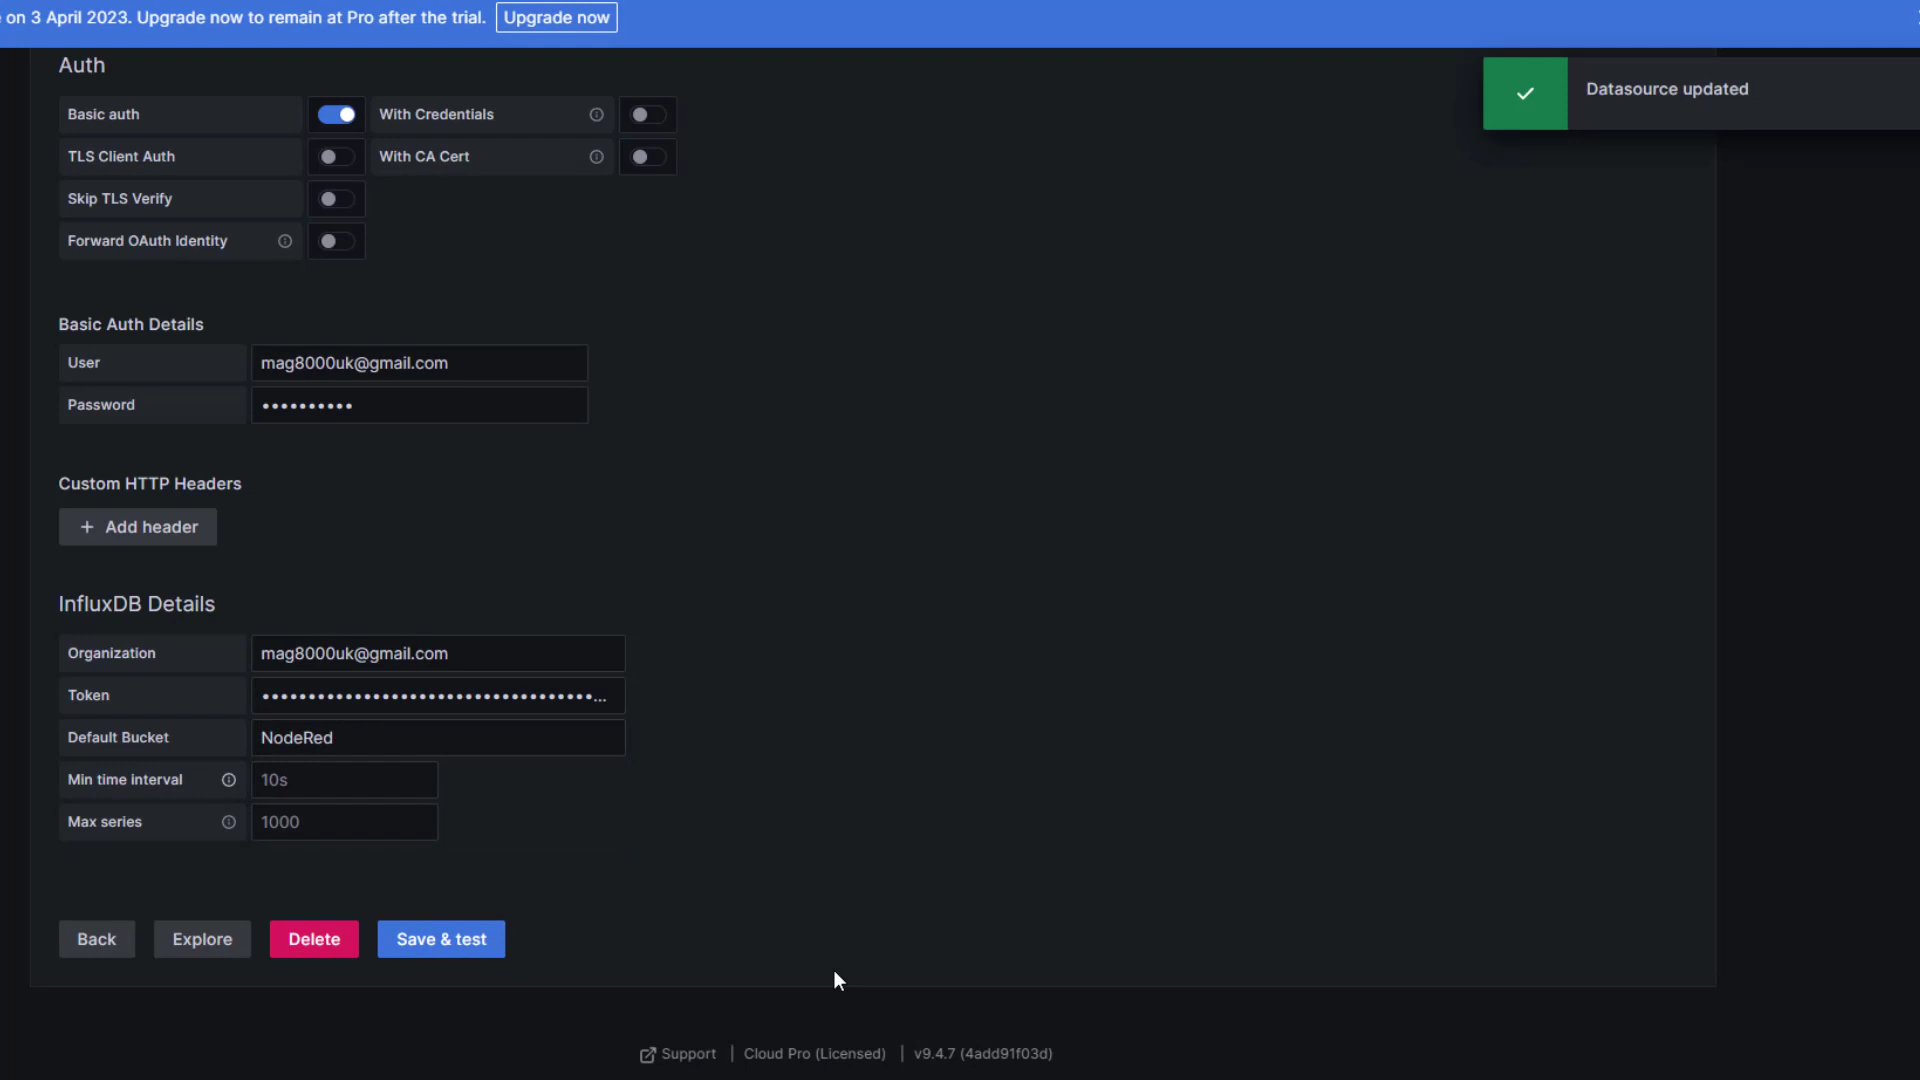 on 3 April 2023. Upgrade now to remain at Pro after the trial. Upgrade now
Auth
Datasource updated
Basic auth
With Credentials
TLS Client Auth
With CA Cert
Skip TLS Verify
Forward OAuth Identity
Basic Auth Details
User mag8000uk@gmail.com
Password ••••••••••
Custom HTTP Headers
+ Add header
InfluxDB Details
Organization mag8000uk@gmail.com
Token ••••••••••••••••••••••••••••••••••••...
Default Bucket NodeRed
Min time interval 10s
Max series 1000
Back Explore Delete Save & test
Support | Cloud Pro (Licensed) | v9.4.7 (4add91f03d)